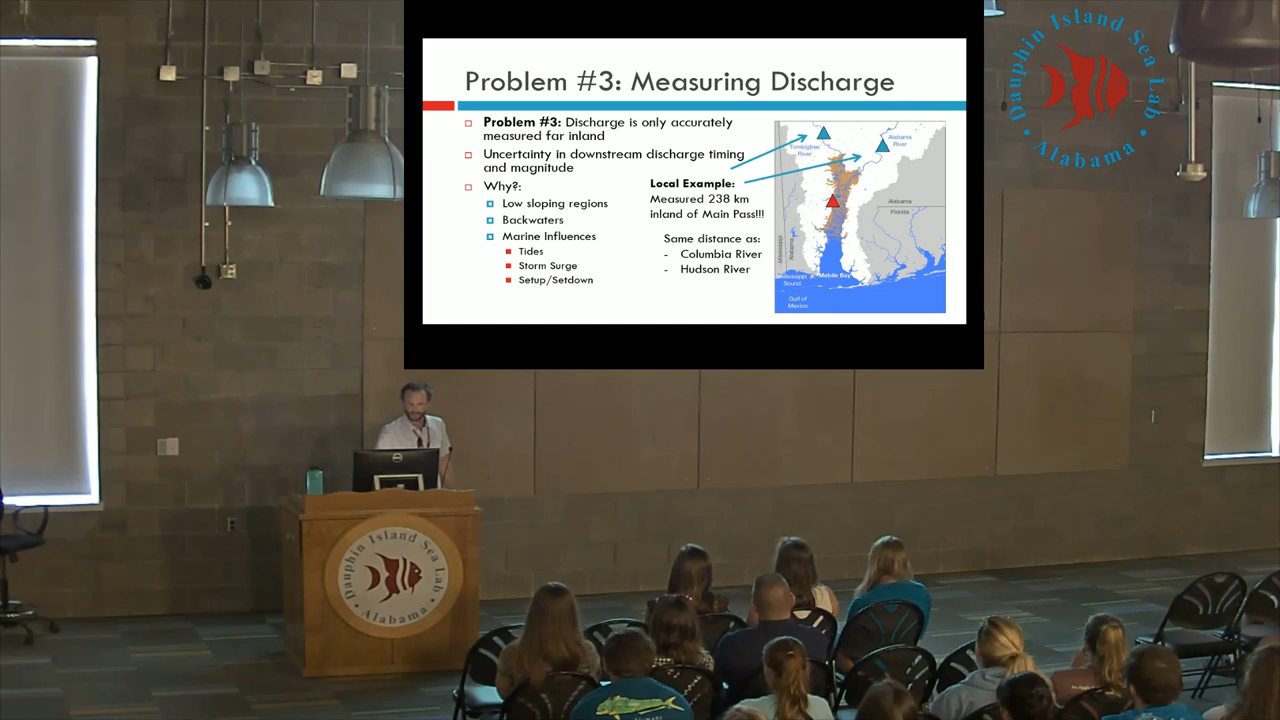 Problem #3: Measuring Discharge
Problem #3: Discharge is only accurately
measured far inland
Uncertainty in downstream discharge timing
and magnitude
Why?:
Low sloping regions
Backwaters
Marine Influences
Tides
Storm Surge
Setup/Setdown
Local Example:
Measured 238 km
inland of Main Pass!!!
Same distance as:
- Columbia River
- Hudson River
Tombigbee
River
Alabama
River
Alabama
Florida
Mississippi
Alabama
Mobile Bay
Sound
Gulf of
Mexico
Dauphin Island Sea Lab
Alabama
DELL
Dauphin Island Sea Lab
Alabama